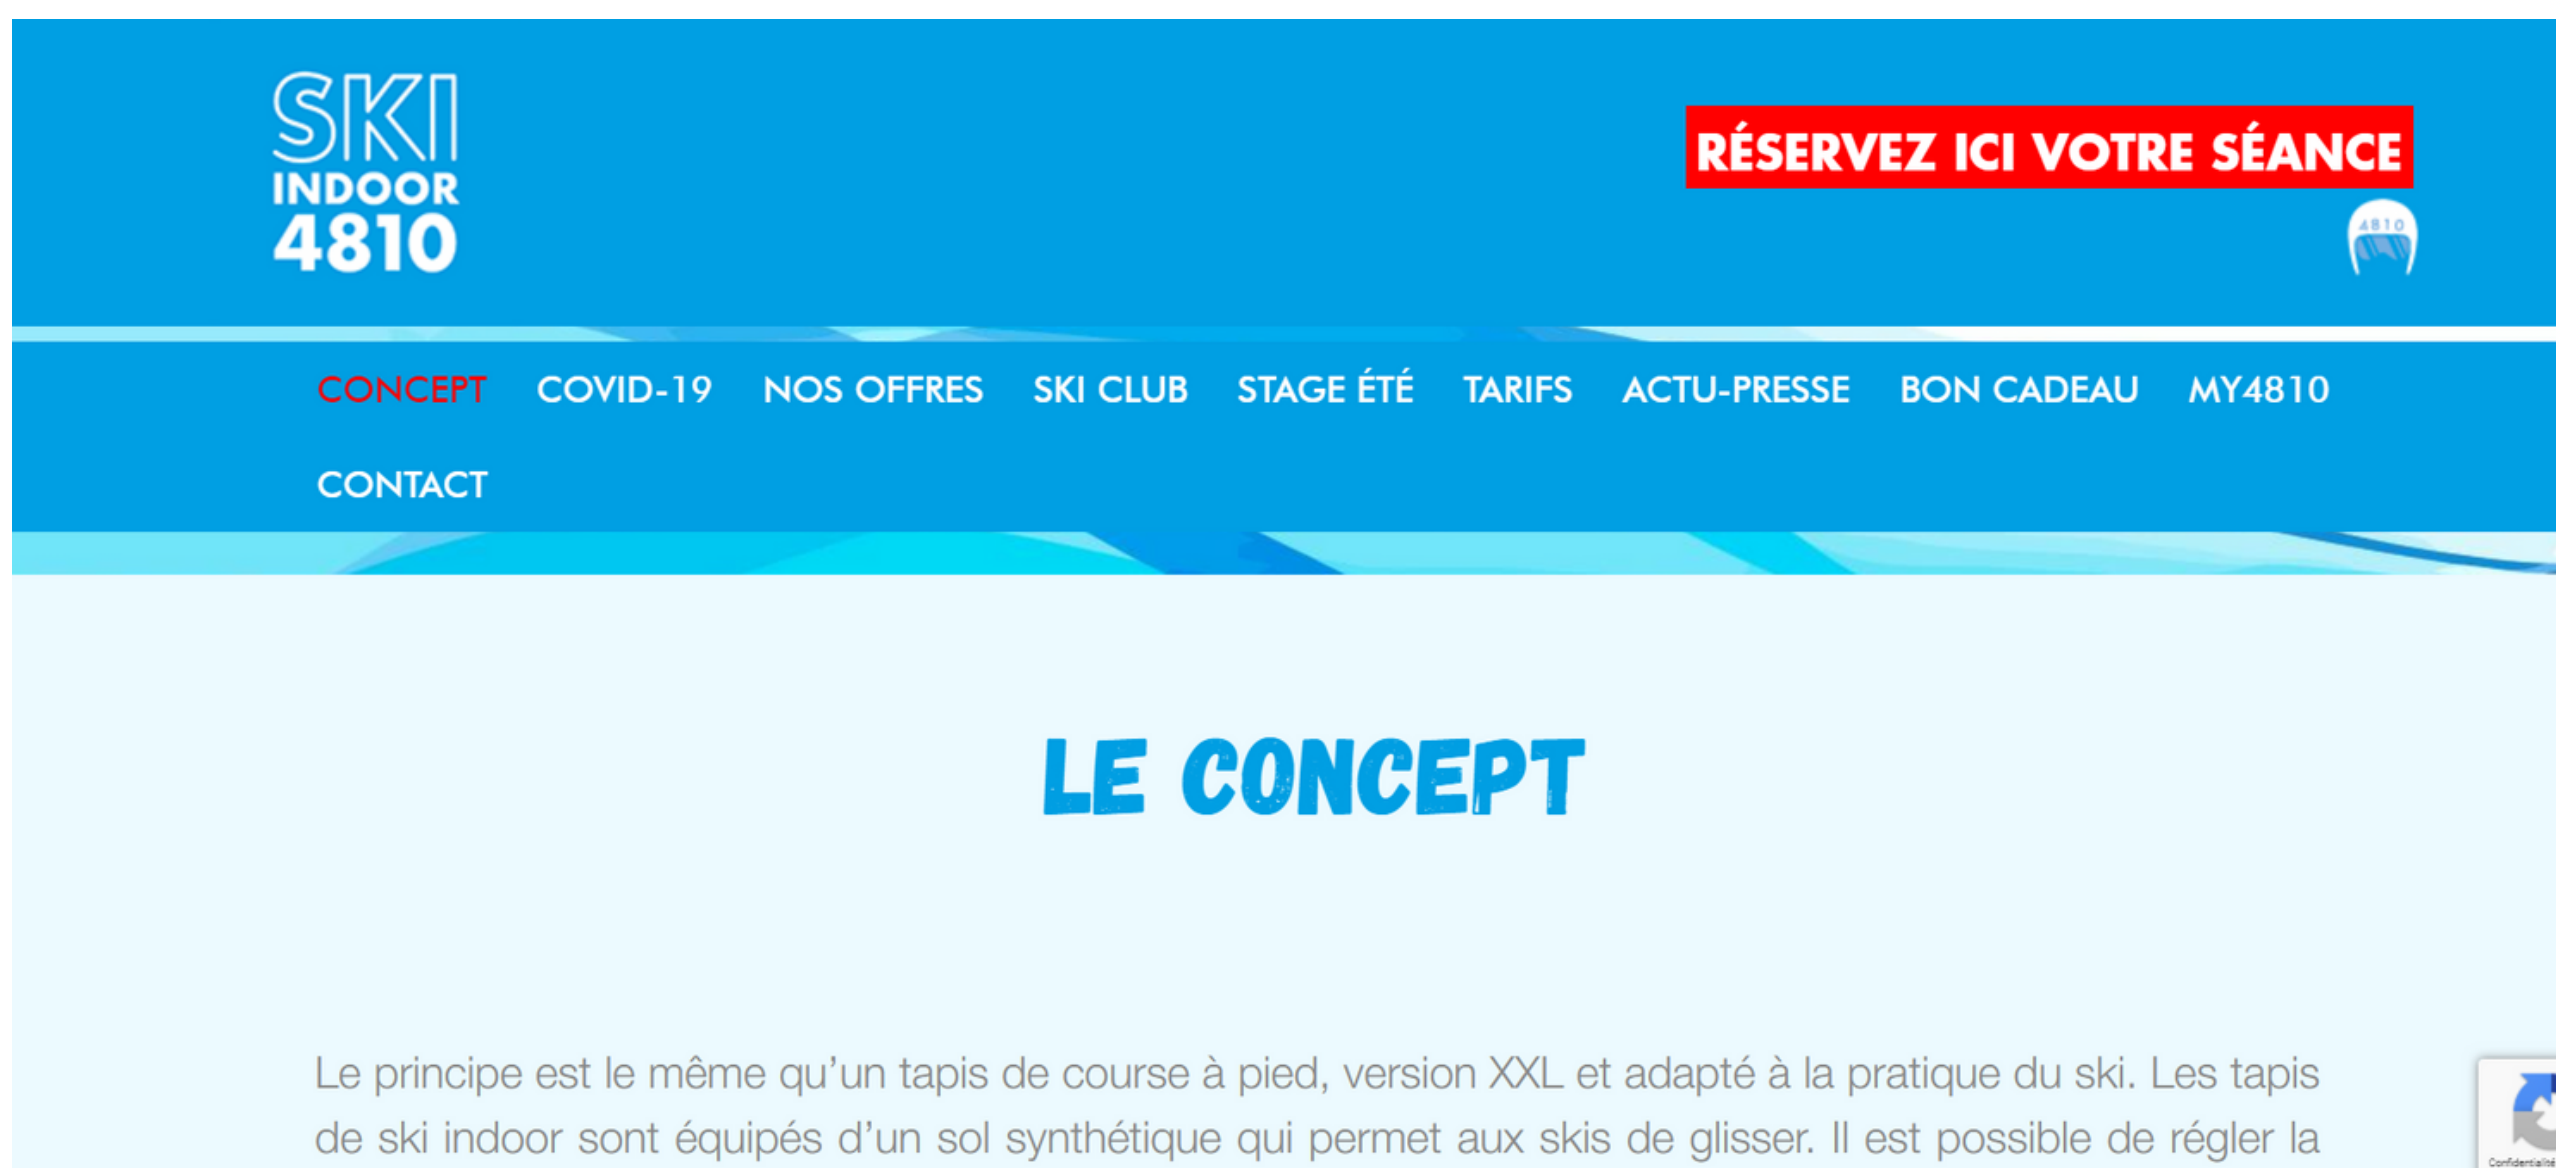 SKI
INDOOR
4810
RÉSERVEZ ICI VOTRE SÉANCE
4810
CONCEPT COVID-19 NOS OFFRES SKI CLUB STAGE ÉTÉ TARIFS ACTU-PRESSE BON CADEAU MY4810
CONTACT
LE CONCEPT
Le principe est le même qu'un tapis de course à pied, version XXL et adapté à la pratique du ski. Les tapis
de ski indoor sont équipés d'un sol synthétique qui permet aux skis de glisser. Il est possible de régler la
Confidentialité